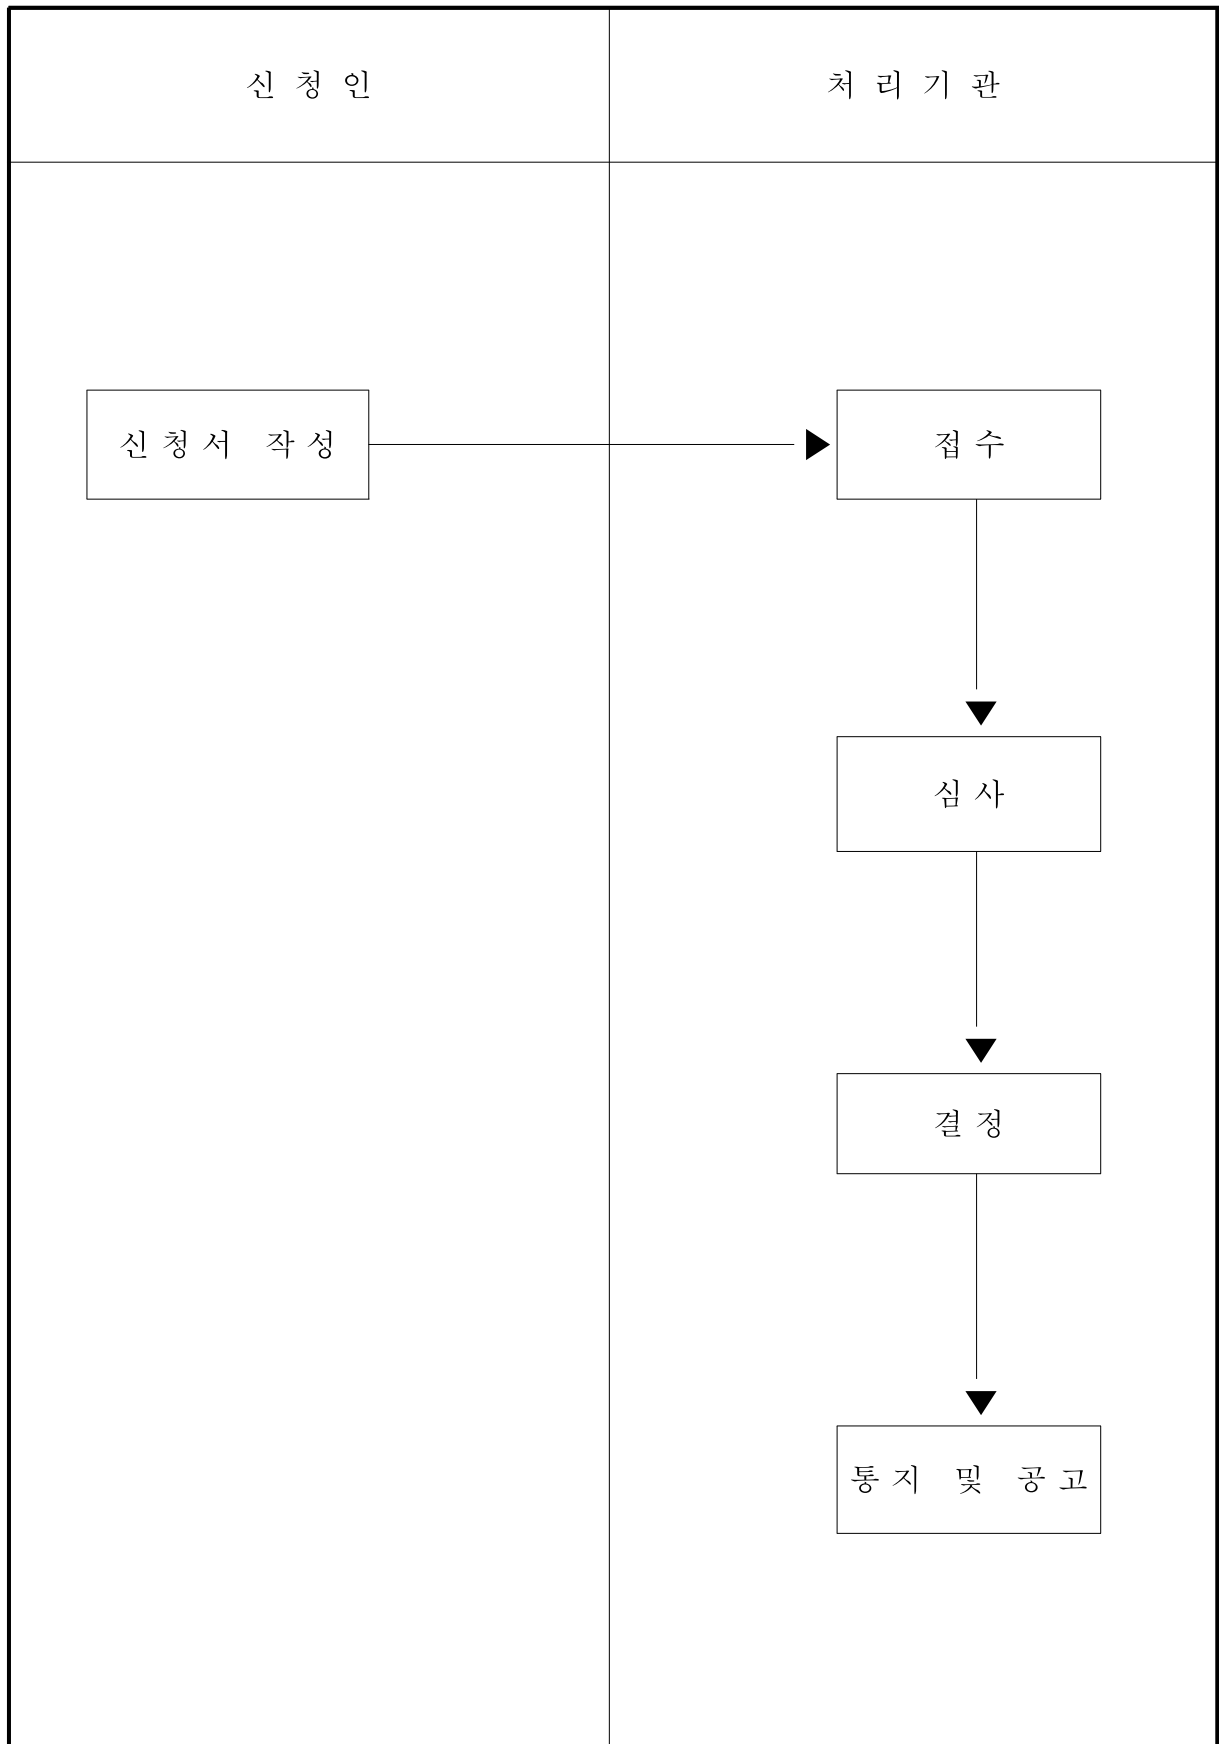 신 청 인
처 리 기 관
신 청 서 작 성
접 수
심 사
결 정
통 지 및 공 고